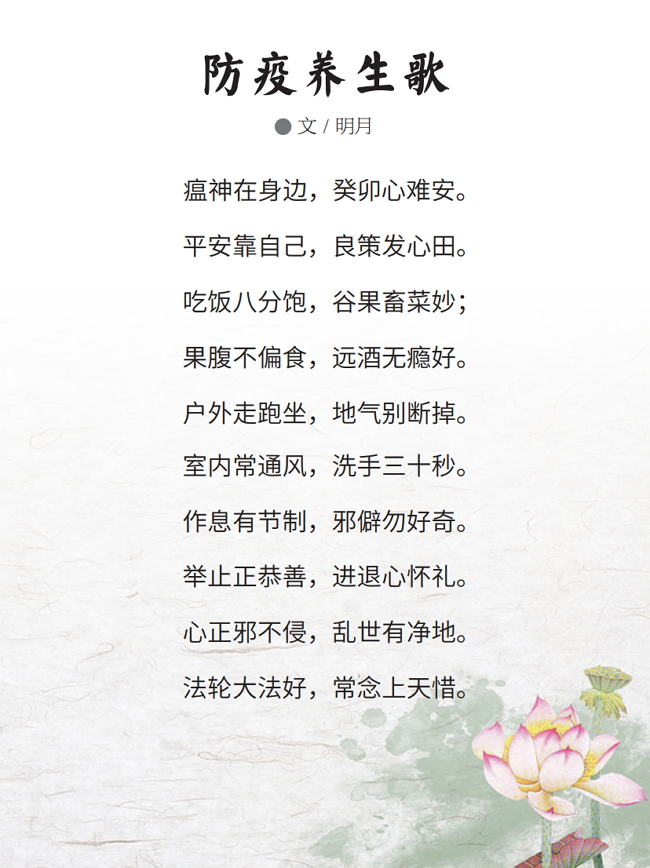 防疫养生歌
文 / 明月
瘟神在身边，癸卯心难安。
平安靠自己，良策发心田。
吃饭八分饱，谷果畜菜妙；
果腹不偏食，远酒无瘾好。
户外走跑坐，地气别断掉。
室内常通风，洗手三十秒。
作息有节制，邪僻勿好奇。
举止正恭善，进退心怀礼。
心正邪不侵，乱世有净地。
法轮大法好，常念上天惜。